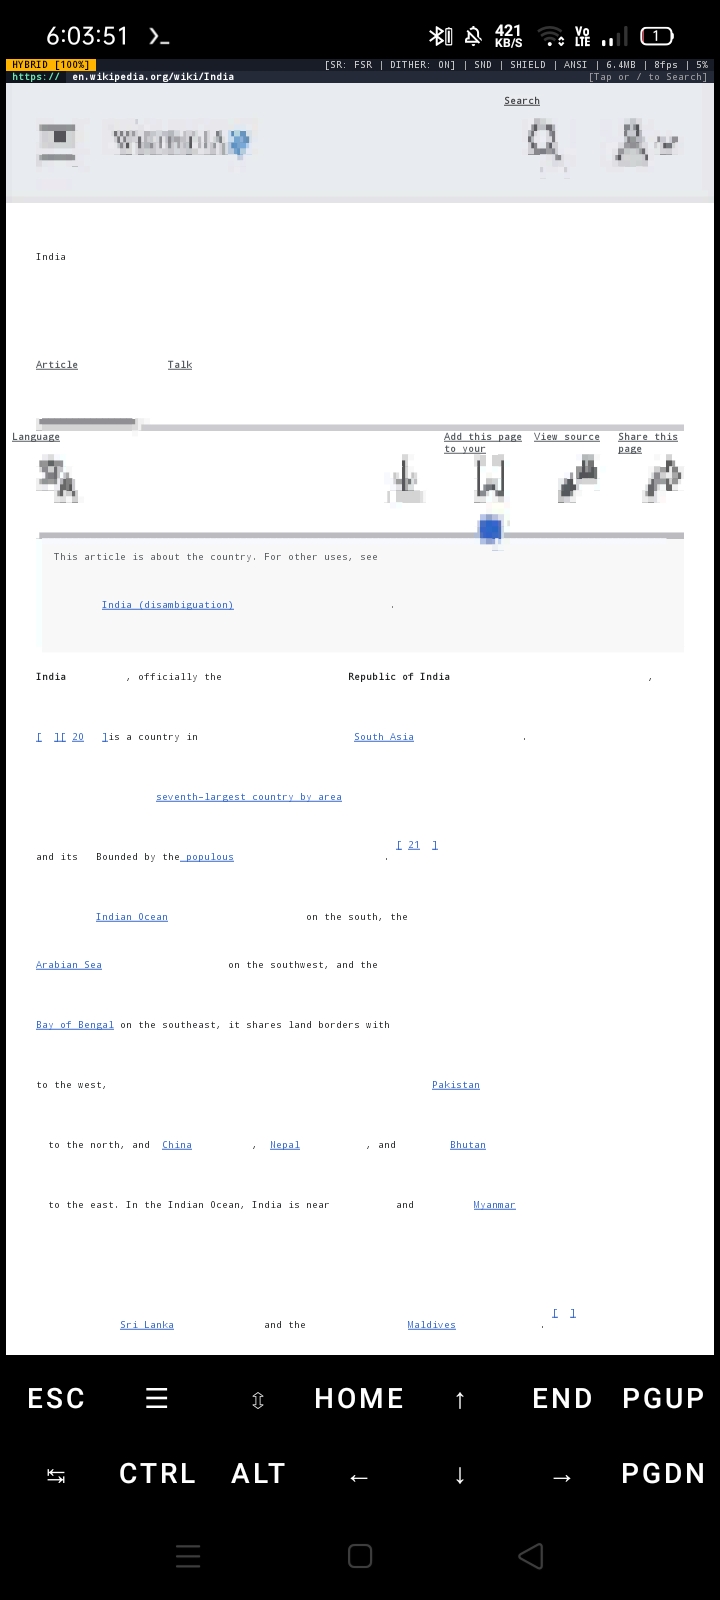 6:03:51
421
KB/S
Vo
LTE
1
HYBRID [100%] [SR: FSR | DITHER: ON] | SND | SHIELD | ANSI | 6.4MB | 8fps | 5%
https:// en.wikipedia.org/wiki/India [Tap or / to Search]
Search
WIKIPEDIA
India
Article Talk
Language Add this page to your View source Share this page
This article is about the country. For other uses, see
India (disambiguation) .
India , officially the Republic of India ,
[ ][ 20 ]is a country in South Asia .
seventh-largest country by area
[ 21 ]
and its Bounded by the populous .
Indian Ocean on the south, the
Arabian Sea on the southwest, and the
Bay of Bengal on the southeast, it shares land borders with
to the west, Pakistan
to the north, and China , Nepal , and Bhutan
to the east. In the Indian Ocean, India is near and Myanmar
[ ]
Sri Lanka and the Maldives .
ESC ☰ ⇳ HOME ↑ END PGUP
↹ CTRL ALT ← ↓ → PGDN